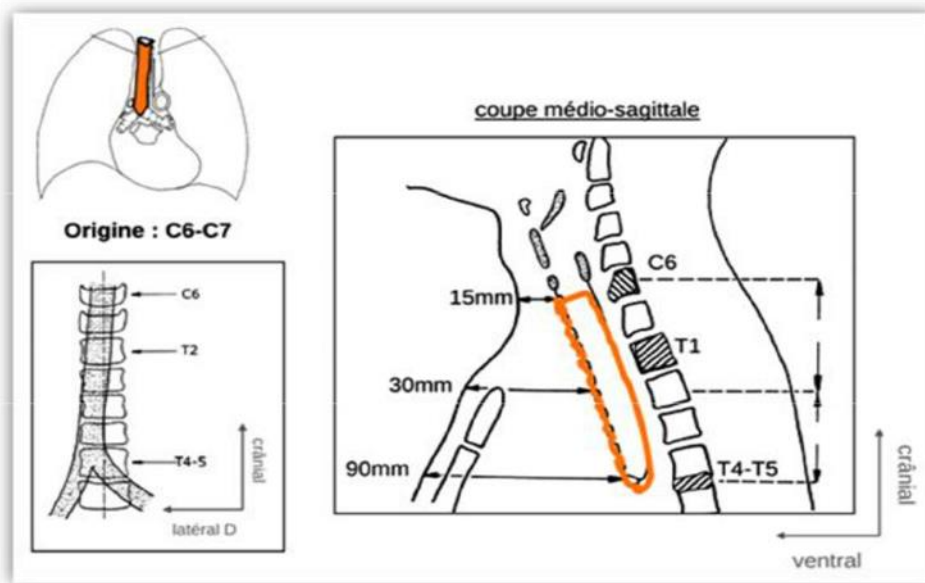 coupe médio-sagittale
Origine : C6-C7
C6
T2
T4-5
crânial
latéral D
C6
15mm
T1
30mm
90mm
T4-T5
crânial
ventral